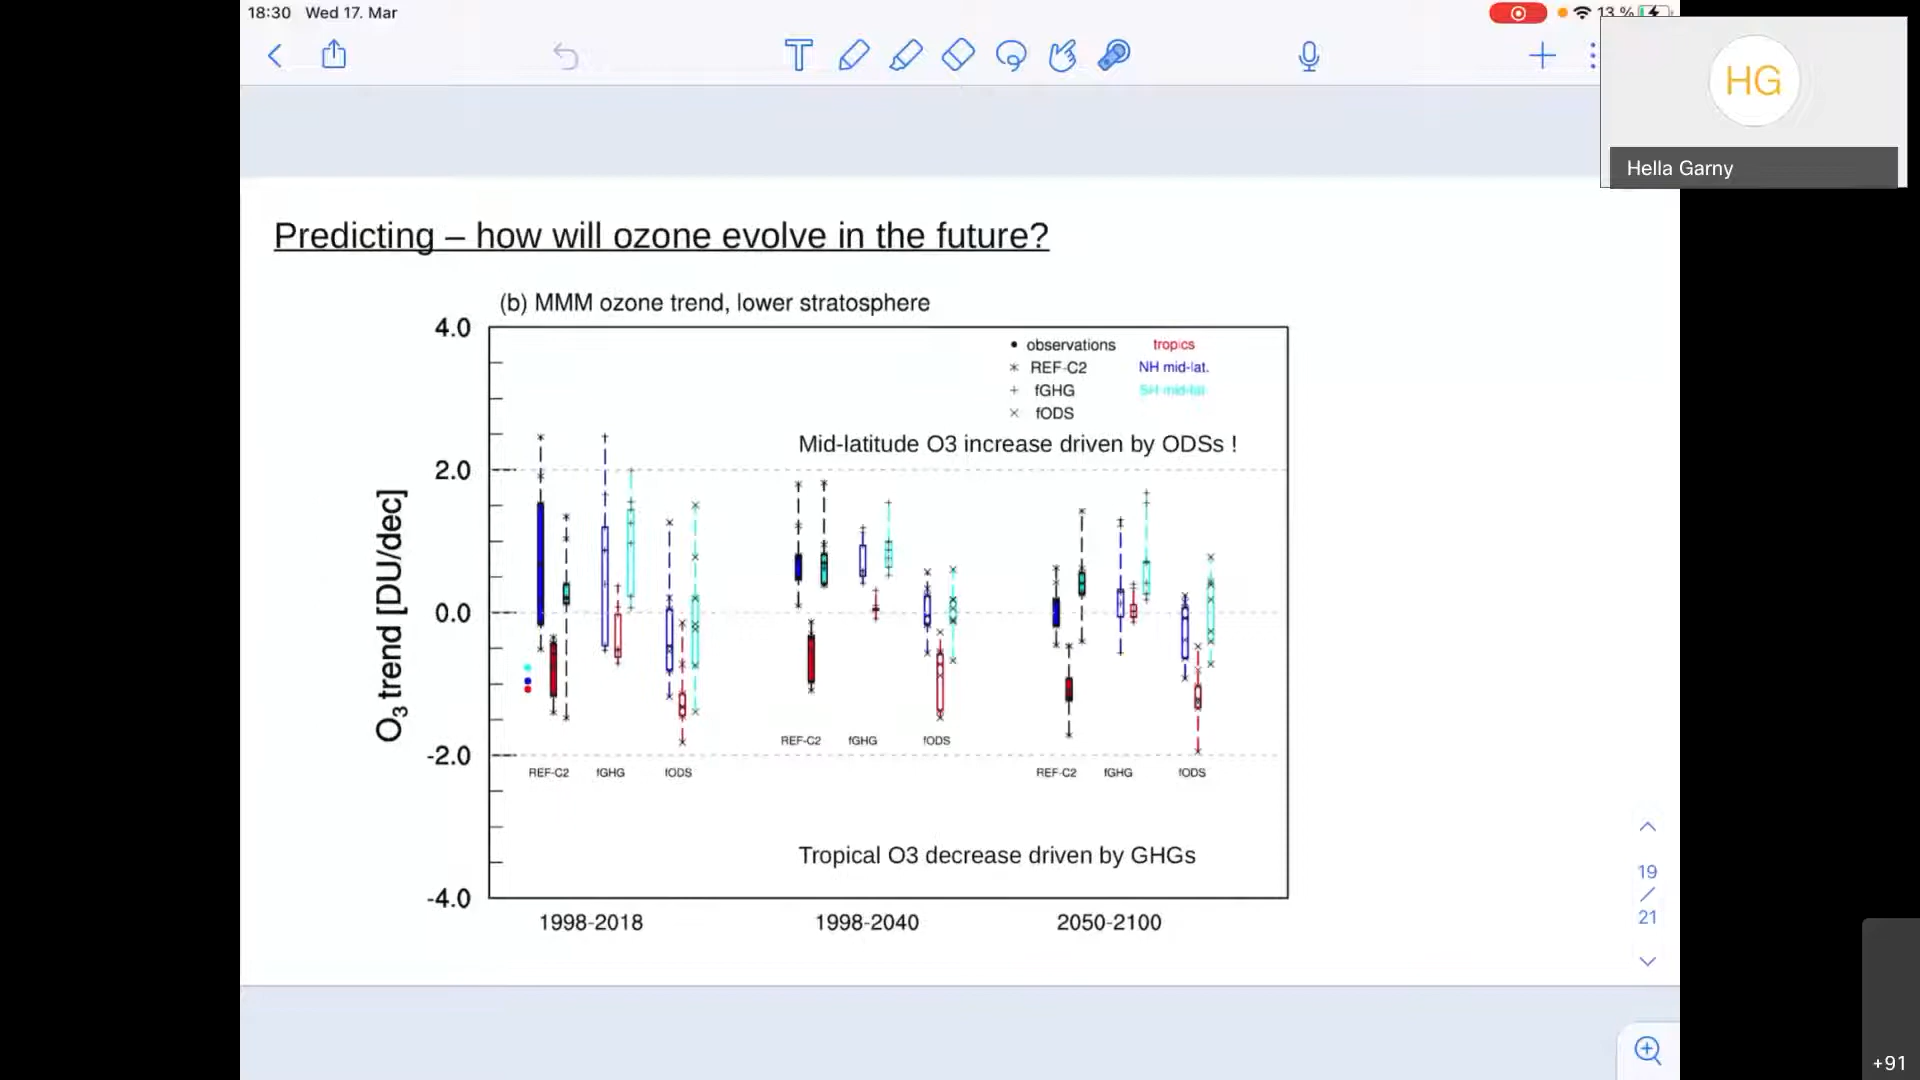 18:30 Wed 17. Mar
13 %
HG
Hella Garny
Predicting – how will ozone evolve in the future?
(b) MMM ozone trend, lower stratosphere
4.0
2.0
0.0
-2.0
-4.0
O3 trend [DU/dec]
observations tropics
REF-C2 NH mid-lat.
fGHG SH mid-lat.
fODS
Mid-latitude O3 increase driven by ODSs !
REF-C2 fGHG fODS
REF-C2 fGHG fODS
REF-C2 fGHG fODS
Tropical O3 decrease driven by GHGs
1998-2018 1998-2040 2050-2100
19
/
21
+91